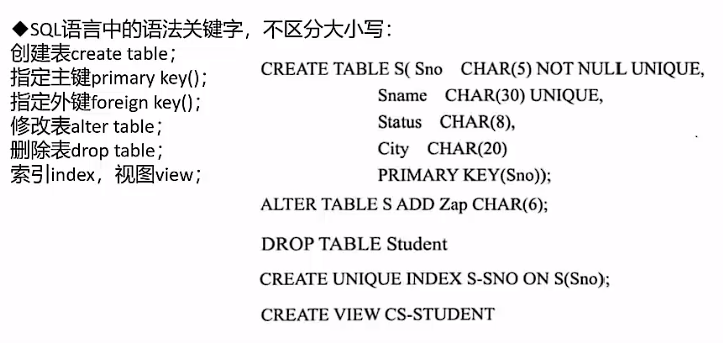 ◆SQL语言中的语法关键字，不区分大小写：
创建表create table；
指定主键primary key()；
指定外键foreign key()；
修改表alter table；
删除表drop table；
索引index，视图view；
CREATE TABLE S( Sno CHAR(5) NOT NULL UNIQUE,
Sname CHAR(30) UNIQUE,
Status CHAR(8),
City CHAR(20)
PRIMARY KEY(Sno));
ALTER TABLE S ADD Zap CHAR(6);
DROP TABLE Student
CREATE UNIQUE INDEX S-SNO ON S(Sno);
CREATE VIEW CS-STUDENT